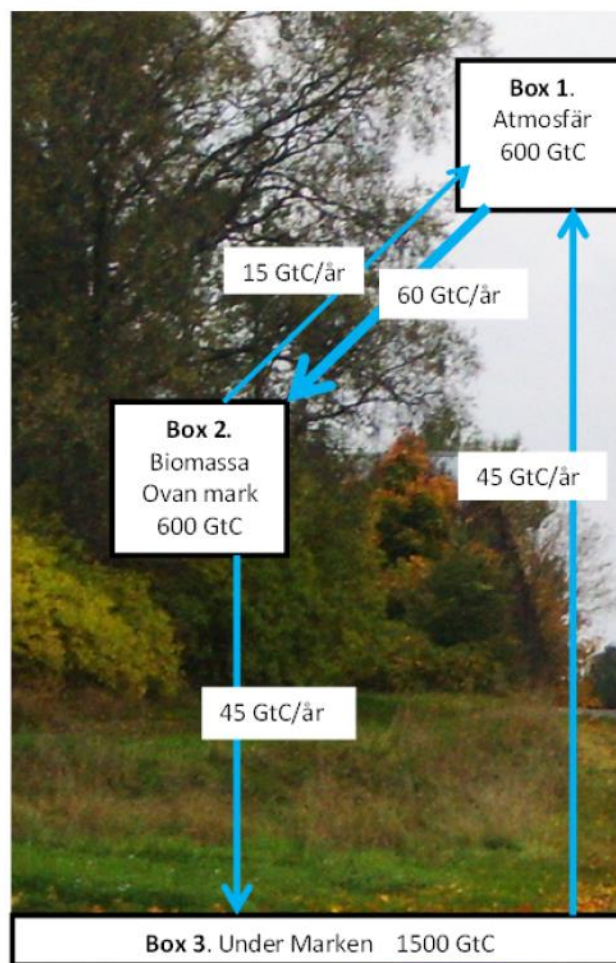 Box 1.
Atmosfär
600 GtC
15 GtC/år
60 GtC/år
Box 2.
Biomassa
Ovan mark
600 GtC
45 GtC/år
45 GtC/år
Box 3. Under Marken 1500 GtC